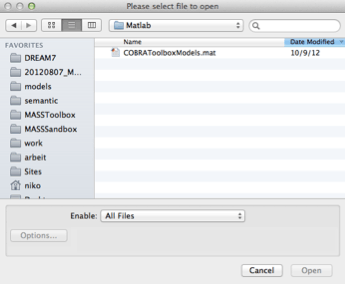 Please select file to open
Matlab
FAVORITES
Name
Date Modified
DREAM7
COBRAToolboxModels.mat
10/9/12
20120807_M...
models
semantic
MASSToolbox
MASSSandbox
work
arbeit
Sites
niko
Enable: All Files
Options...
Cancel
Open